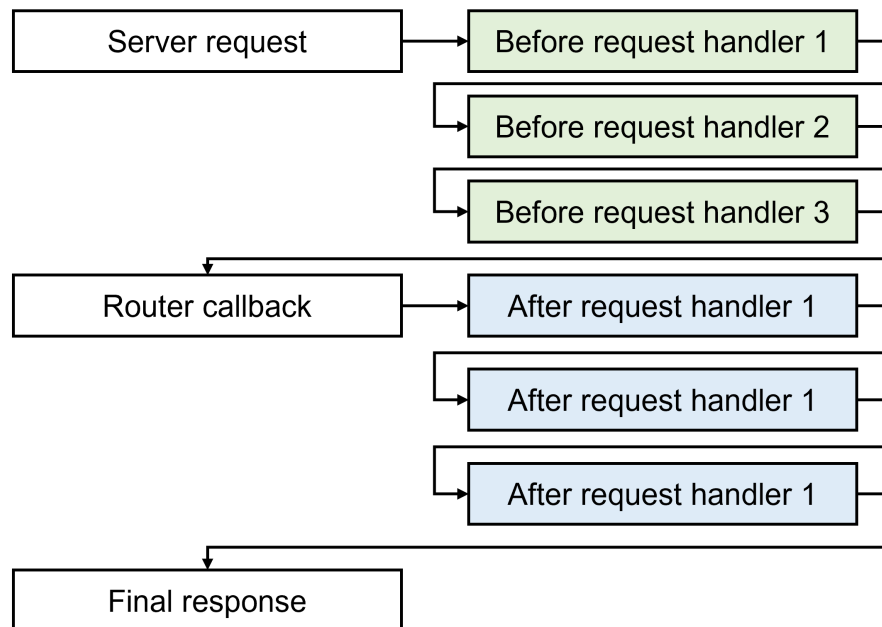 Server request
Before request handler 1
Before request handler 2
Before request handler 3
Router callback
After request handler 1
After request handler 1
After request handler 1
Final response